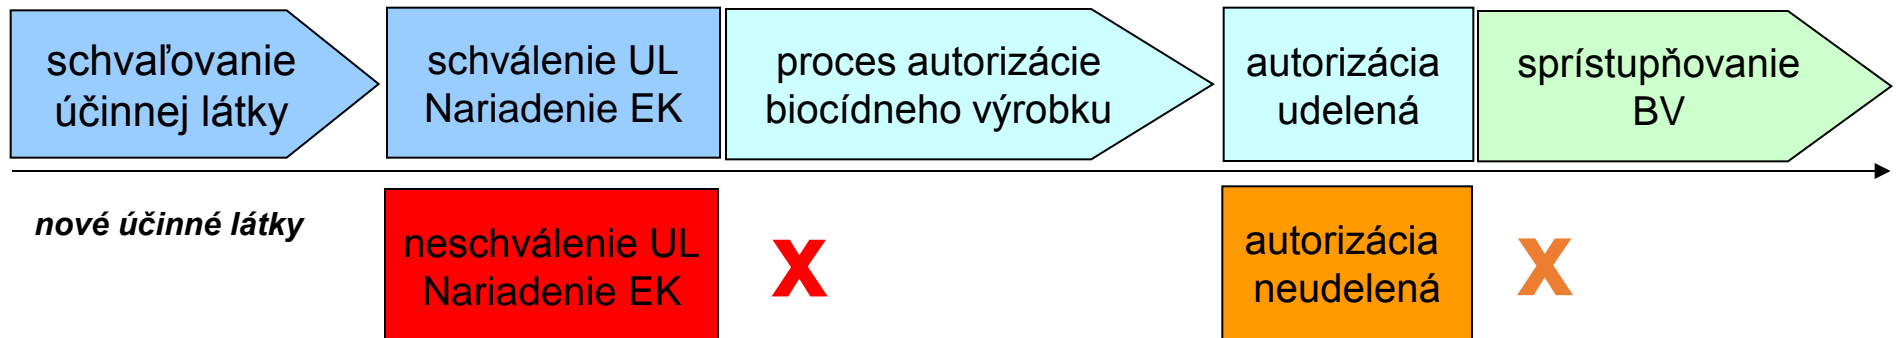 schvaľovanie
účinnej látky
schválenie UL
Nariadenie EK
proces autorizácie
biocídneho výrobku
autorizácia
udelená
sprístupňovanie
BV
nové účinné látky
neschválenie UL
Nariadenie EK
X
autorizácia
neudelená
X